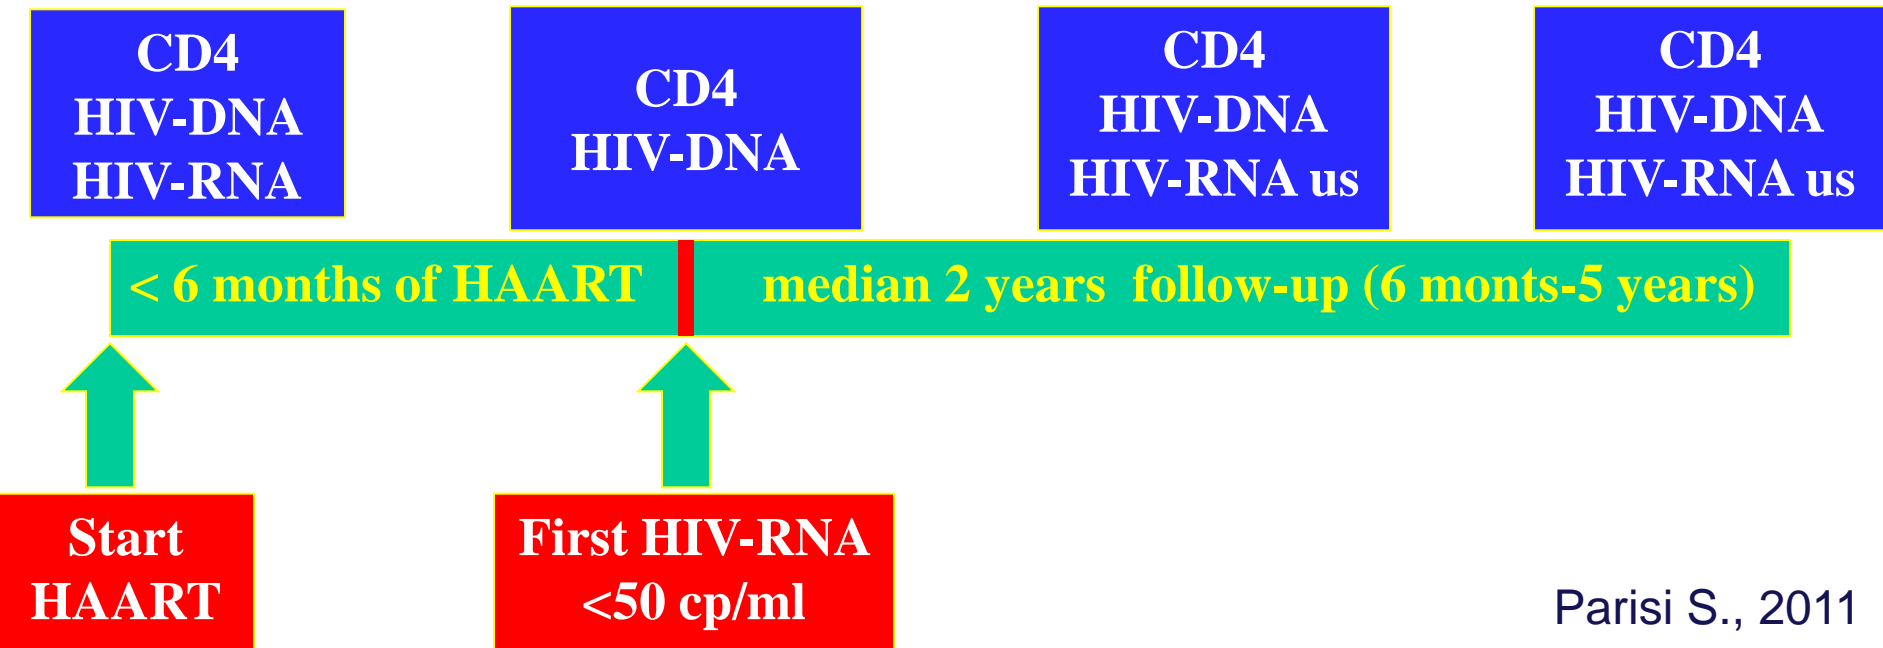 CD4
HIV-DNA
HIV-RNA
CD4
HIV-DNA
CD4
HIV-DNA
HIV-RNA us
CD4
HIV-DNA
HIV-RNA us
< 6 months of HAART
median 2 years follow-up (6 monts-5 years)
Start
HAART
First HIV-RNA
<50 cp/ml
Parisi S., 2011